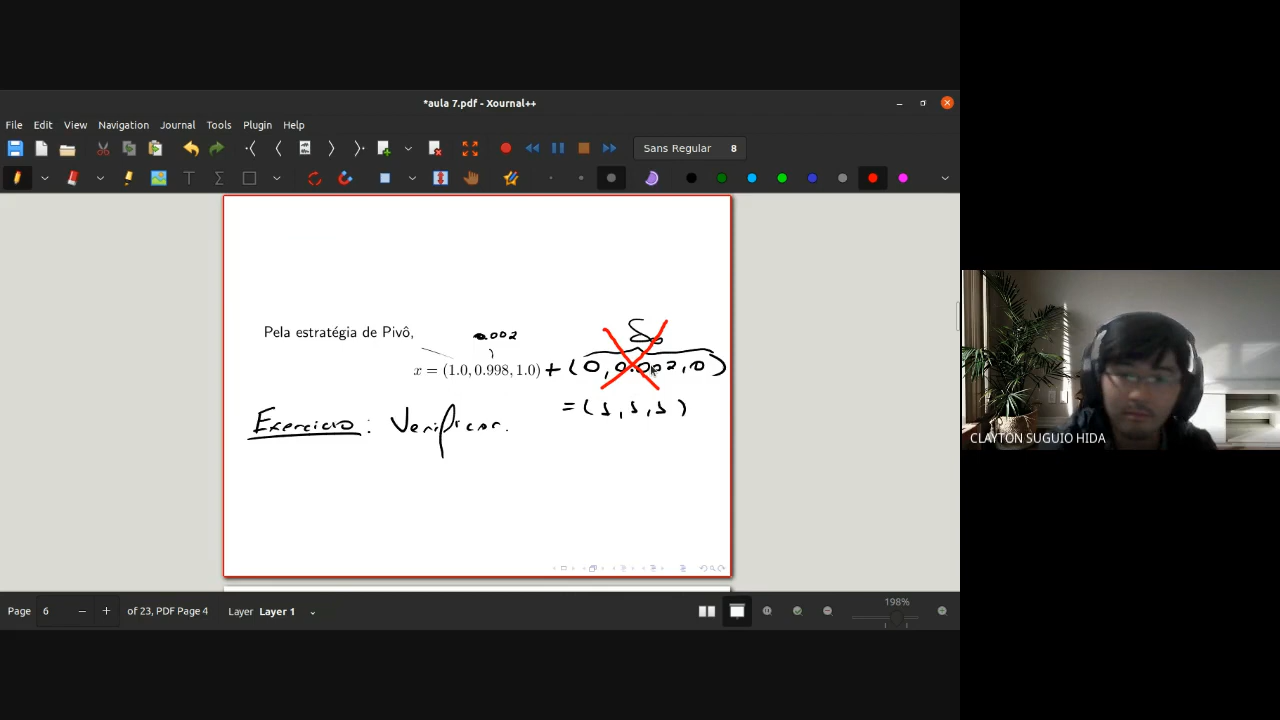 *aula 7.pdf - Xournal++
File Edit View Navigation Journal Tools Plugin Help
Sans Regular 8
Pela estratégia de Pivô,
0.002
δ₀
x = (1.0, 0.998, 1.0) + (0, 0.002, 0)
= (1, 1, 1)
Exercício: Verificar.
CLAYTON SUGUIO HIDA
Page 6 − + of 23, PDF Page 4 Layer Layer 1
198%